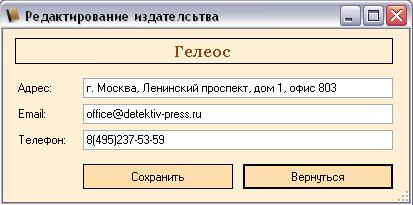 Редактирование издателсьтва
Гелеос
Адрес: г. Москва, Ленинский проспект, дом 1, офис 803
Email: office@detektiv-press.ru
Телефон: 8(495)237-53-59
Сохранить Вернуться